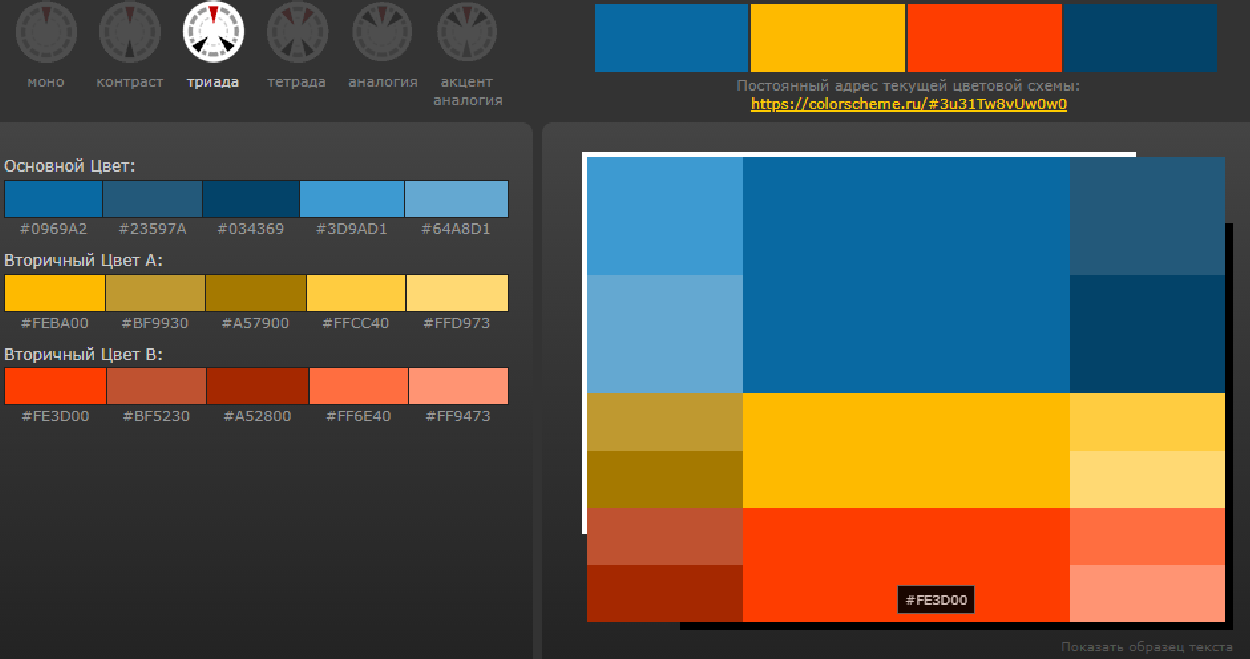 моно контраст триада тетрада аналогия акцент
аналогия
Постоянный адрес текущей цветовой схемы:
https://colorscheme.ru/#3u31Tw8vUw0w0
Основной Цвет:
#0969A2 #23597A #034369 #3D9AD1 #64A8D1
Вторичный Цвет A:
#FEBA00 #BF9930 #A57900 #FFCC40 #FFD973
Вторичный Цвет B:
#FE3D00 #BF5230 #A52800 #FF6E40 #FF9473
#FE3D00
Показать образец текста